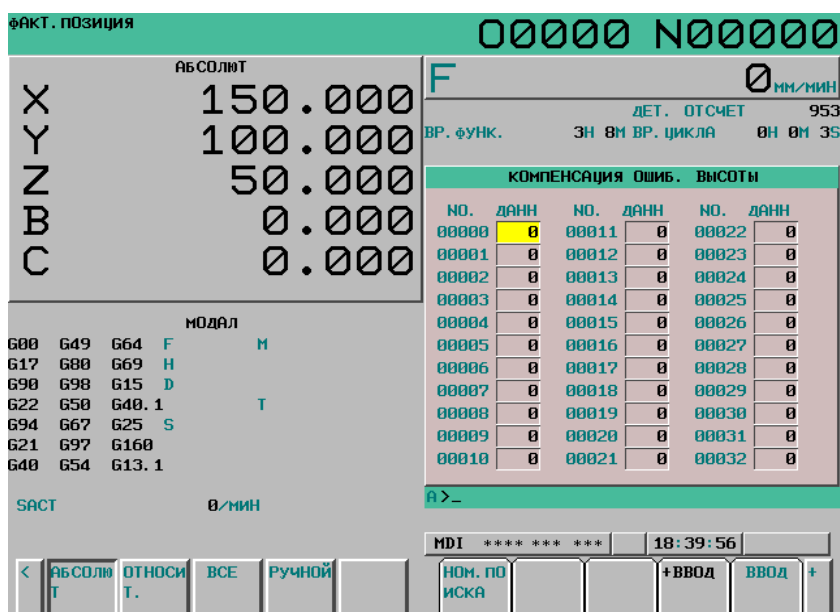 ФАКТ.ПОЗИЦИЯ
O0000 N00000
АБСОЛЮТ
X 150.000
Y 100.000
Z 50.000
B 0.000
C 0.000
F 0 ММ/МИН
ДЕТ. ОТСЧЕТ 953
ВР.ФУНК. 3H 8M ВР.ЦИКЛА 0H 0M 3S
КОМПЕНСАЦИЯ ОШИБ. ВЫСОТЫ
NO. ДАНН NO. ДАНН NO. ДАНН
00000 0 00011 0 00022 0
00001 0 00012 0 00023 0
00002 0 00013 0 00024 0
00003 0 00014 0 00025 0
00004 0 00015 0 00026 0
00005 0 00016 0 00027 0
00006 0 00017 0 00028 0
00007 0 00018 0 00029 0
00008 0 00019 0 00030 0
00009 0 00020 0 00031 0
00010 0 00021 0 00032 0
МОДАЛ
G00 G49 G64 F M
G17 G80 G69 H
G90 G98 G15 D
G22 G50 G40.1 T
G94 G67 G25 S
G21 G97 G160
G40 G54 G13.1
SACT 0/МИН
A>_
MDI **** *** *** 18:39:56
< АБСОЛЮ
Т
ОТНОСИ
Т.
ВСЕ
РУЧНОЙ
НОМ. ПО
ИСКА
+ВВОД
ВВОД
+